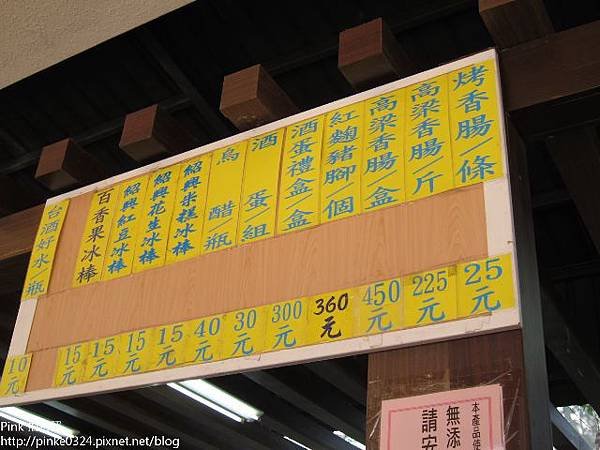 烤香腸/條
高梁香腸/斤
高梁香腸/盒
紅麴豬腳/個
酒蛋禮盒/盒
酒蛋/組
烏醋/瓶
紹興米糕冰棒
紹興花生冰棒
紹興紅豆冰棒
百香果冰棒
台酒好水/瓶
25元
225元
450元
360元
300元
30元
40元
15元
15元
15元
15元
10元
本產品使
無添
請安
Pink
http://pinke0324.pixnet.net/blog